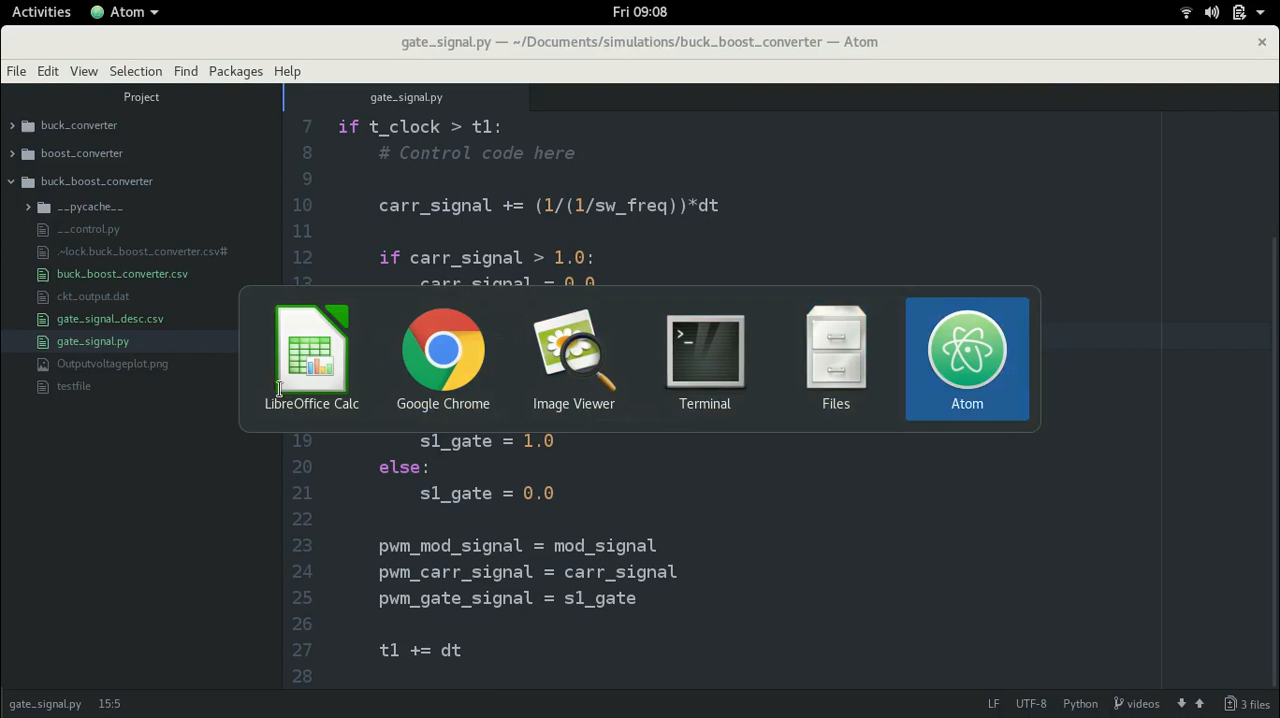 Activities Atom Fri 09:08
gate_signal.py — ~/Documents/simulations/buck_boost_converter — Atom
File Edit View Selection Find Packages Help
Project
gate_signal.py
buck_converter
boost_converter
buck_boost_converter
__pycache__
__control.py
.~lock.buck_boost_converter.csv#
buck_boost_converter.csv
ckt_output.dat
gate_signal_desc.csv
gate_signal.py
Outputvoltageplot.png
testfile
7 if t_clock > t1:
8 # Control code here
9
10 carr_signal += (1/(1/sw_freq))*dt
11
12 if carr_signal > 1.0:
13 carr_signal = 0.0
LibreOffice Calc
Google Chrome
Image Viewer
Terminal
Files
Atom
19 s1_gate = 1.0
20 else:
21 s1_gate = 0.0
22
23 pwm_mod_signal = mod_signal
24 pwm_carr_signal = carr_signal
25 pwm_gate_signal = s1_gate
26
27 t1 += dt
28
gate_signal.py 15:5 LF UTF-8 Python videos 3 files